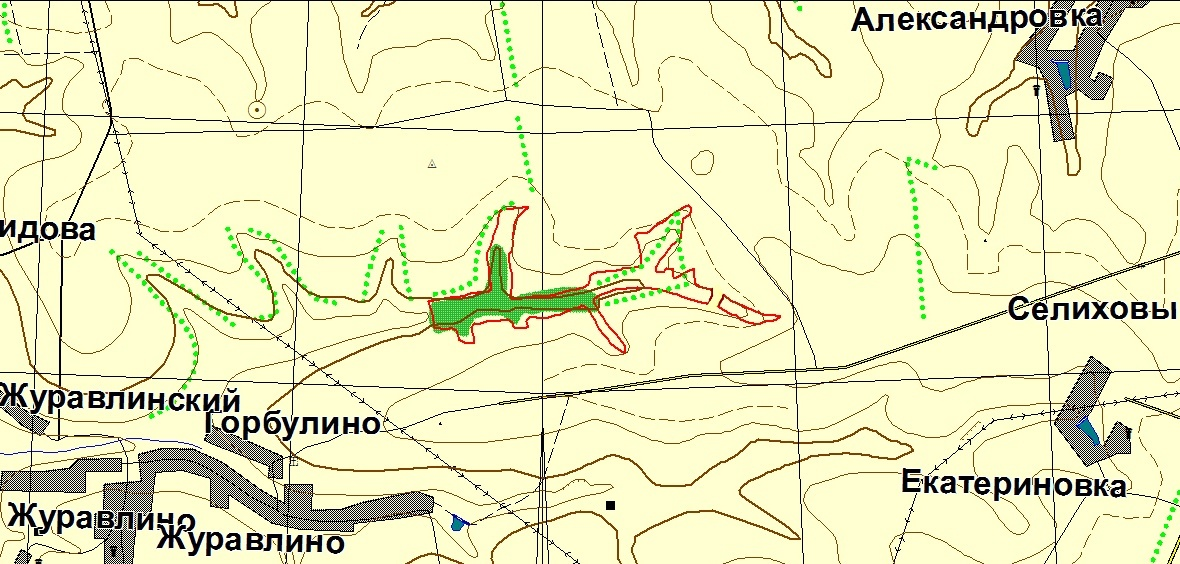 Александровка
идова
Селиховы
Журавлинский
Горбулино
Екатериновка
Журавлино
Журавлино